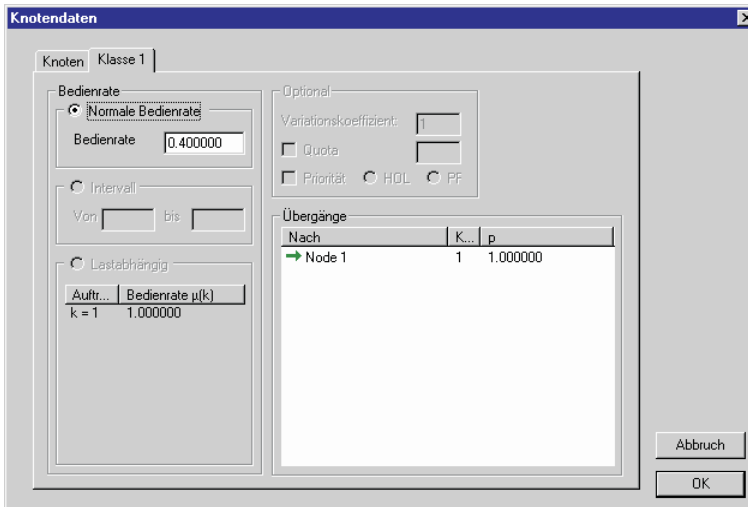 Knotendaten
Knoten
Klasse 1
Bedienrate
Normale Bedienrate
Bedienrate 0.400000
Intervall
Von bis
Lastabhängig
Auftr... Bedienrate µ(k)
k = 1 1.000000
Optional
Variationskoeffizient: 1
Quota
Priorität HOL PF
Übergänge
Nach K... p
Node 1 1 1.000000
Abbruch
OK